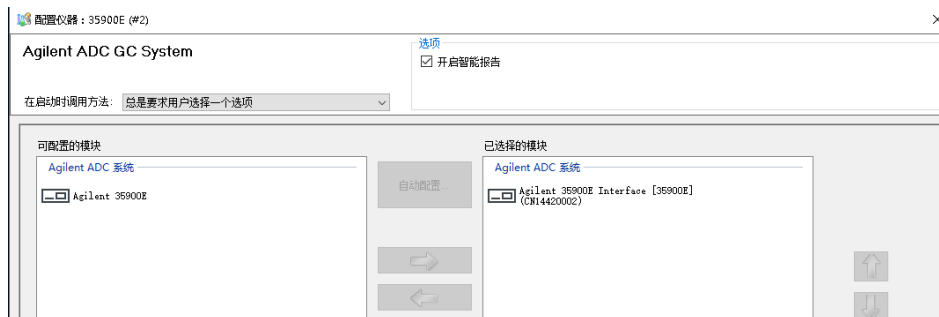 配置仪器：35900E (#2)
Agilent ADC GC System
选项
开启智能报告
在启动时调用方法: 总是要求用户选择一个选项
可配置的模块
已选择的模块
Agilent ADC 系统
Agilent 35900E
自动配置...
Agilent ADC 系统
Agilent 35900E Interface [35900E]
(CN14420002)